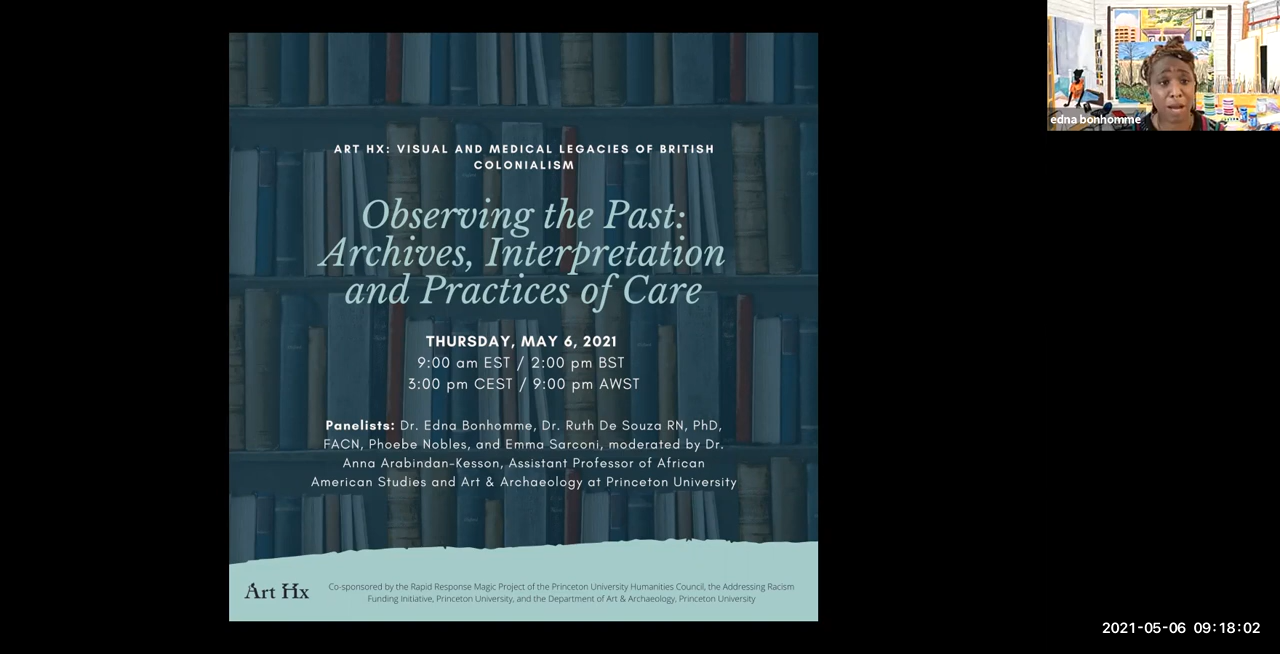 ART HX: VISUAL AND MEDICAL LEGACIES OF BRITISH
COLONIALISM
Observing the Past:
Archives, Interpretation
and Practices of Care
THURSDAY, MAY 6, 2021
9:00 am EST / 2:00 pm BST
3:00 pm CEST / 9:00 pm AWST
Panelists: Dr. Edna Bonhomme, Dr. Ruth De Souza RN, PhD,
FACN, Phoebe Nobles, and Emma Sarconi, moderated by Dr.
Anna Arabindan-Kesson, Assistant Professor of African
American Studies and Art & Archaeology at Princeton University
Art Hx
Co-sponsored by the Rapid Response Magic Project of the Princeton University Humanities Council, the Addressing Racism
Funding Initiative, Princeton University, and the Department of Art & Archaeology, Princeton University
edna bonhomme
2021-05-06 09:18:02